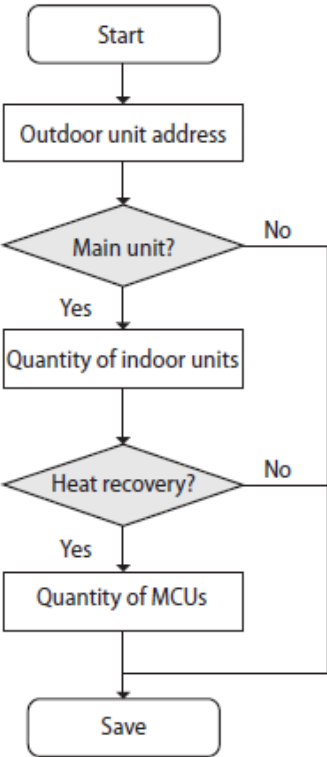 Start
Outdoor unit address
Main unit?
No
Yes
Quantity of indoor units
Heat recovery?
No
Yes
Quantity of MCUs
Save